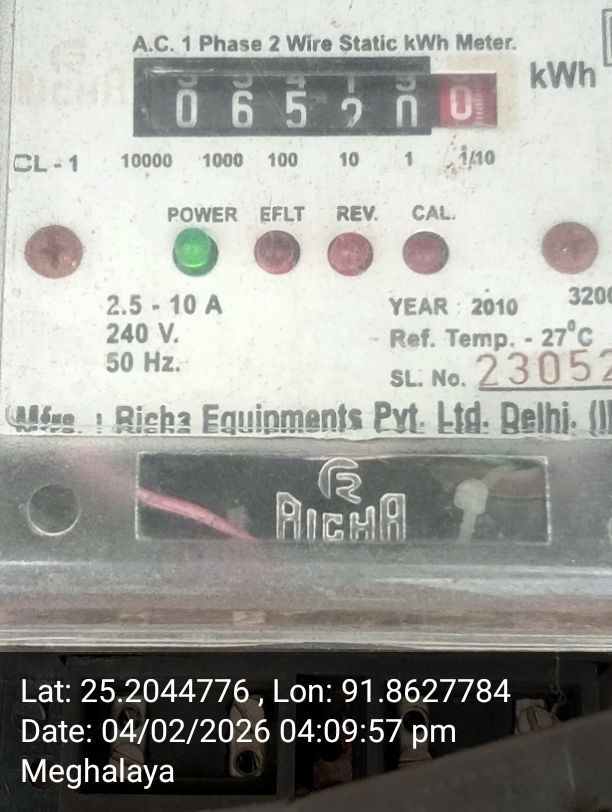 A.C. 1 Phase 2 Wire Static kWh Meter.
0 6 5 2 0 0 kWh
CL - 1 10000 1000 100 10 1 1/10
POWER EFLT REV. CAL.
2.5 - 10 A
240 V.
50 Hz.
YEAR : 2010 3200
Ref. Temp. - 27°C
SL. No. 23052
Mfrs. : Richa Equipments Pvt. Ltd. Delhi.
RICHA
Lat: 25.2044776 , Lon: 91.8627784
Date: 04/02/2026 04:09:57 pm
Meghalaya